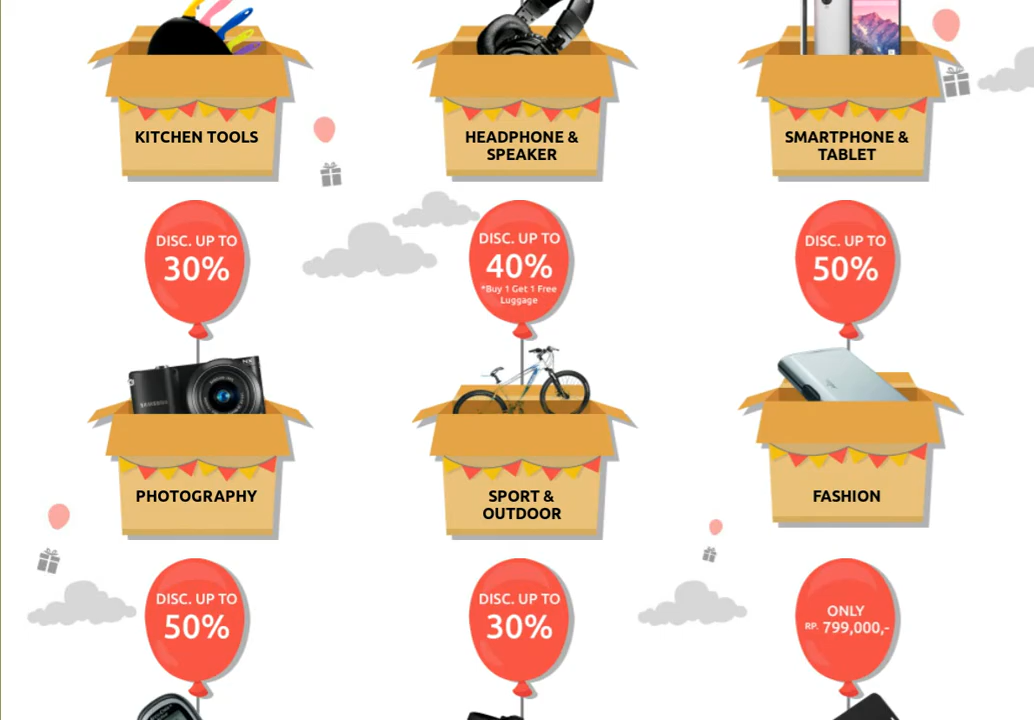 KITCHEN TOOLS
HEADPHONE &
SPEAKER
SMARTPHONE &
TABLET
DISC. UP TO
30%
DISC. UP TO
40%
*Buy 1 Get 1 Free
Luggage
DISC. UP TO
50%
SAMSUNG
NX
PHOTOGRAPHY
SPORT &
OUTDOOR
FASHION
DISC. UP TO
50%
DISC. UP TO
30%
ONLY
RP. 799,000,-